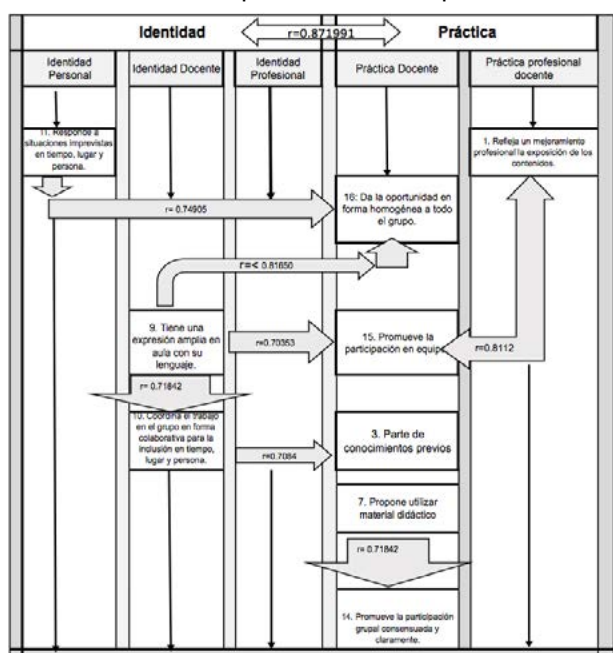 Identidad
r=0.871991
Práctica
Identidad
Personal
Identidad Docente
Identidad
Profesional
Práctica Docente
Práctica profesional
docente
11. Responde a
situaciones imprevistas
en tiempo, lugar y
persona.
1. Refleja un mejoramiento
profesional la exposición de los
contenidos.
16: Da la oportunidad en
forma homogénea a todo
el grupo.
r= 0.74905
r=< 0.81650
9. Tiene una
expresión amplia en
aula con su
lenguaje.
r=0.70353
15. Promueve la
participación en equipo
r=0.8112
r= 0.71842
10. Coordina el trabajo
en el grupo en forma
colaborativa para la
inclusión en tiempo,
lugar y persona.
r=0.7084
3. Parte de
conocimientos previos
7. Propone utilizar
material didáctico
r= 0.71842
14. Promueve la participación
grupal consensuada y
claramente.